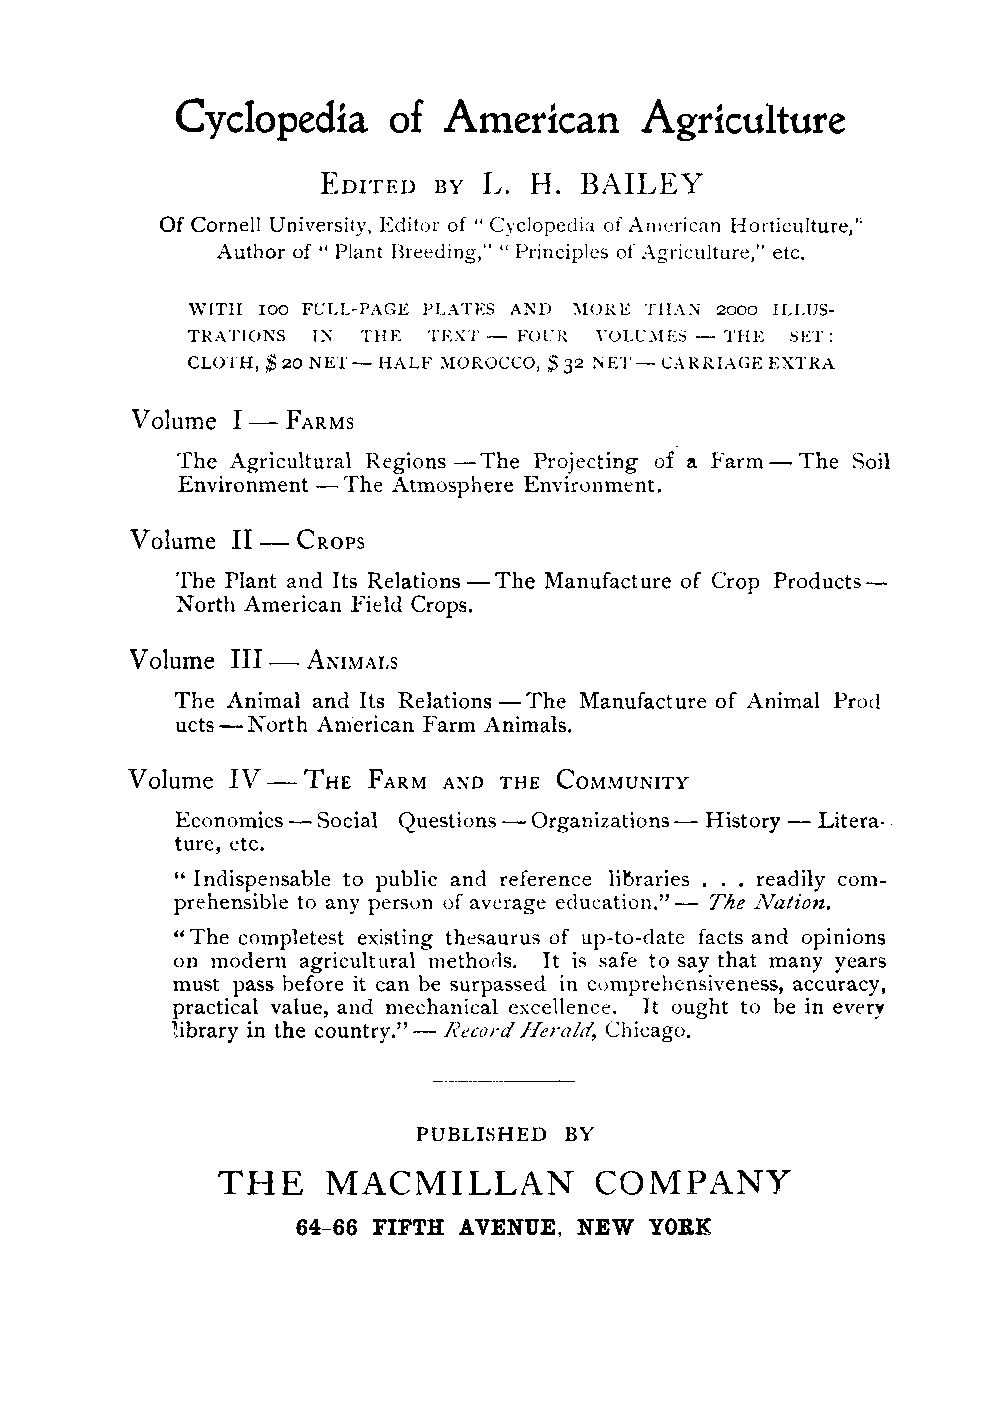 Cyclopedia of American Agriculture
EDITED BY L. H. BAILEY
Of Cornell University, Editor of “ Cyclopedia of American Horticulture,”
Author of “ Plant Breeding,” “ Principles of Agriculture,” etc.
WITH 100 FULL-PAGE PLATES AND MORE THAN 2000 ILLUS-
TRATIONS IN THE TEXT — FOUR VOLUMES — THE SET:
CLOTH, $20 NET — HALF MOROCCO, $32 NET — CARRIAGE EXTRA
Volume I — FARMS
The Agricultural Regions — The Projecting of a Farm — The Soil
Environment — The Atmosphere Environment.
Volume II — CROPS
The Plant and Its Relations — The Manufacture of Crop Products —
North American Field Crops.
Volume III — ANIMALS
The Animal and Its Relations — The Manufacture of Animal Prod
ucts — North American Farm Animals.
Volume IV — THE FARM AND THE COMMUNITY
Economics — Social Questions — Organizations — History — Litera-
ture, etc.
“ Indispensable to public and reference libraries . . . readily com-
prehensible to any person of average education.” — The Nation.
“ The completest existing thesaurus of up-to-date facts and opinions
on modern agricultural methods. It is safe to say that many years
must pass before it can be surpassed in comprehensiveness, accuracy,
practical value, and mechanical excellence. It ought to be in every
library in the country.” — Record Herald, Chicago.
PUBLISHED BY
THE MACMILLAN COMPANY
64-66 FIFTH AVENUE, NEW YORK